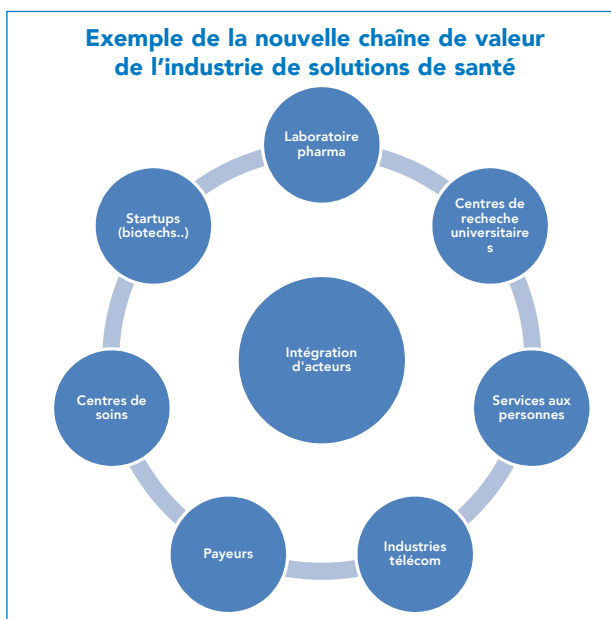 Exemple de la nouvelle chaîne de valeur
de l’industrie de solutions de santé
Laboratoire
pharma
Centres de
recheche
universitaire
s
Services aux
personnes
Industries
télécom
Payeurs
Centres de
soins
Startups
(biotechs..)
Intégration
d'acteurs